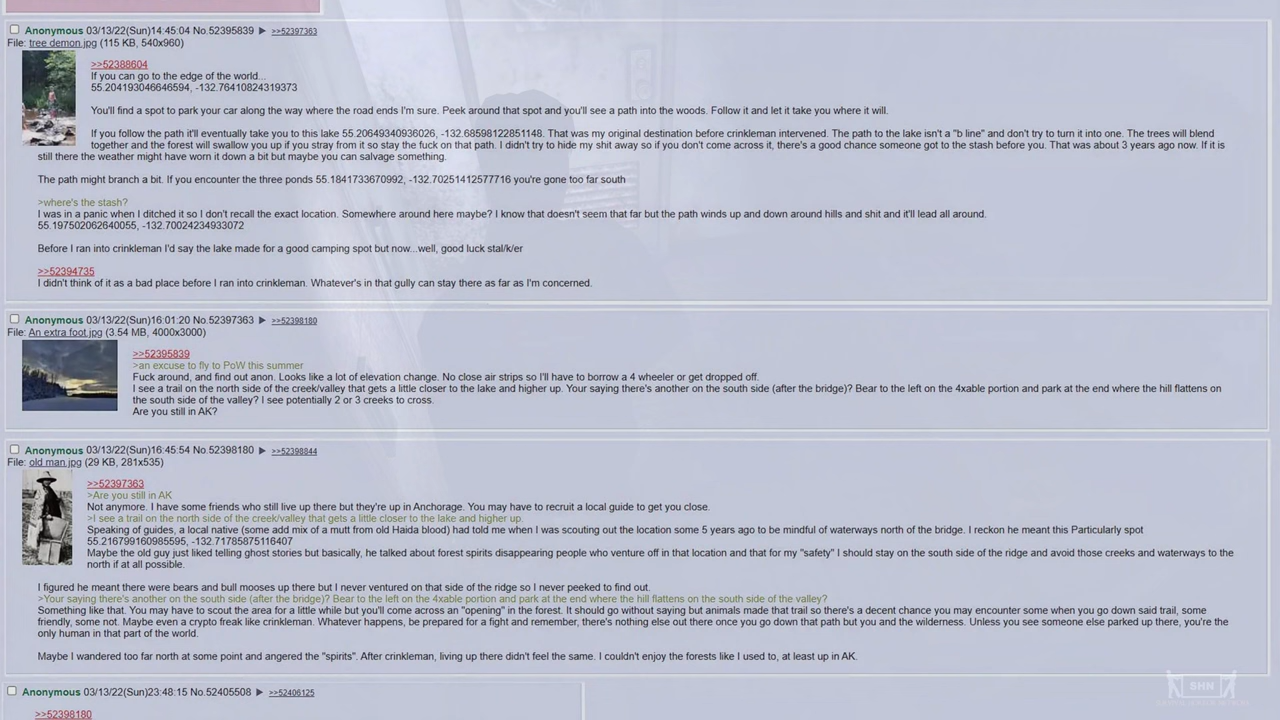 Anonymous 03/13/22(Sun)14:45:04 No.52395839 ▶ >>52397363
File: tree demon.jpg (115 KB, 540x960)
>>52388604
If you can go to the edge of the world...
55.204193046646594, -132.76410824319373
You'll find a spot to park your car along the way where the road ends I'm sure. Peek around that spot and you'll see a path into the woods. Follow it and let it take you where it will.
If you follow the path it'll eventually take you to this lake 55.20649340936026, -132.68598122851148. That was my original destination before crinkleman intervened. The path to the lake isn't a "b line" and don't try to turn it into one. The trees will blend
together and the forest will swallow you up if you stray from it so stay the fuck on that path. I didn't try to hide my shit away so if you don't come across it, there's a good chance someone got to the stash before you. That was about 3 years ago now. If it is
still there the weather might have worn it down a bit but maybe you can salvage something.
The path might branch a bit. If you encounter the three ponds 55.1841733670992, -132.70251412577716 you're gone too far south
>where's the stash?
I was in a panic when I ditched it so I don't recall the exact location. Somewhere around here maybe? I know that doesn't seem that far but the path winds up and down around hills and shit and it'll lead all around.
55.197502062640055, -132.70024234933072
Before I ran into crinkleman I'd say the lake made for a good camping spot but now...well, good luck stal/k/er
>>52394735
I didn't think of it as a bad place before I ran into crinkleman. Whatever's in that gully can stay there as far as I'm concerned.
Anonymous 03/13/22(Sun)16:01:20 No.52397363 ▶ >>52398180
File: An extra foot.jpg (3.54 MB, 4000x3000)
>>52395839
>an excuse to fly to PoW this summer
Fuck around, and find out anon. Looks like a lot of elevation change. No close air strips so I'll have to borrow a 4 wheeler or get dropped off.
I see a trail on the north side of the creek/valley that gets a little closer to the lake and higher up. Your saying there's another on the south side (after the bridge)? Bear to the left on the 4xable portion and park at the end where the hill flattens on
the south side of the valley? I see potentially 2 or 3 creeks to cross.
Are you still in AK?
Anonymous 03/13/22(Sun)16:45:54 No.52398180 ▶ >>52398844
File: old man.jpg (29 KB, 281x535)
>>52397363
>Are you still in AK
Not anymore. I have some friends who still live up there but they're up in Anchorage. You may have to recruit a local guide to get you close.
>I see a trail on the north side of the creek/valley that gets a little closer to the lake and higher up.
Speaking of guides, a local native (some add mix of a mutt from old Haida blood) had told me when I was scouting out the location some 5 years ago to be mindful of waterways north of the bridge. I reckon he meant this Particularly spot
55.216799160985595, -132.71785875116407
Maybe the old guy just liked telling ghost stories but basically, he talked about forest spirits disappearing people who venture off in that location and that for my "safety" I should stay on the south side of the ridge and avoid those creeks and waterways to the
north if at all possible.
I figured he meant there were bears and bull mooses up there but I never ventured on that side of the ridge so I never peeked to find out.
>Your saying there's another on the south side (after the bridge)? Bear to the left on the 4xable portion and park at the end where the hill flattens on the south side of the valley?
Something like that. You may have to scout the area for a little while but you'll come across an "opening" in the forest. It should go without saying but animals made that trail so there's a decent chance you may encounter some when you go down said trail, some
friendly, some not. Maybe even a crypto freak like crinkleman. Whatever happens, be prepared for a fight and remember, there's nothing else out there once you go down that path but you and the wilderness. Unless you see someone else parked up there, you're the
only human in that part of the world.
Maybe I wandered too far north at some point and angered the "spirits". After crinkleman, living up there didn't feel the same. I couldn't enjoy the forests like I used to, at least up in AK.
SHN
Anonymous 03/13/22(Sun)23:48:15 No.52405508 ▶ >>52406125
>>52398180